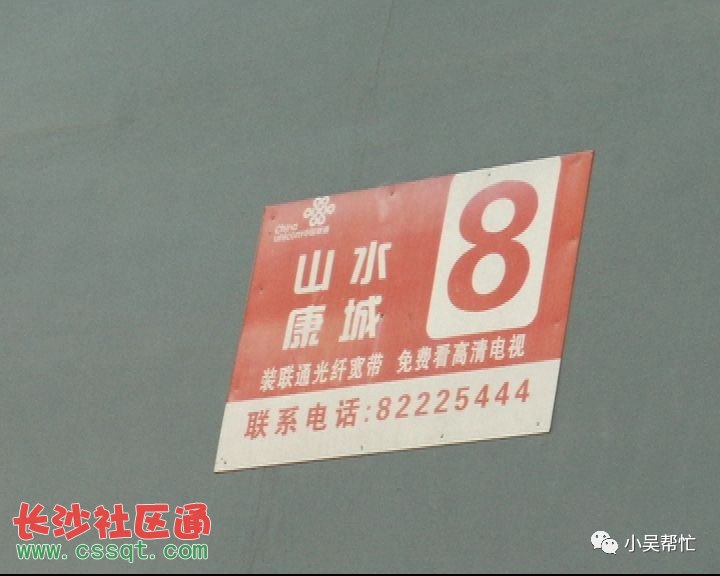 China
unicom中国联通
8
山水
康城
装联通光纤宽带 免费看高清电视
联系电话:82225444
长沙社区通
www.cssqt.com
小吴帮忙